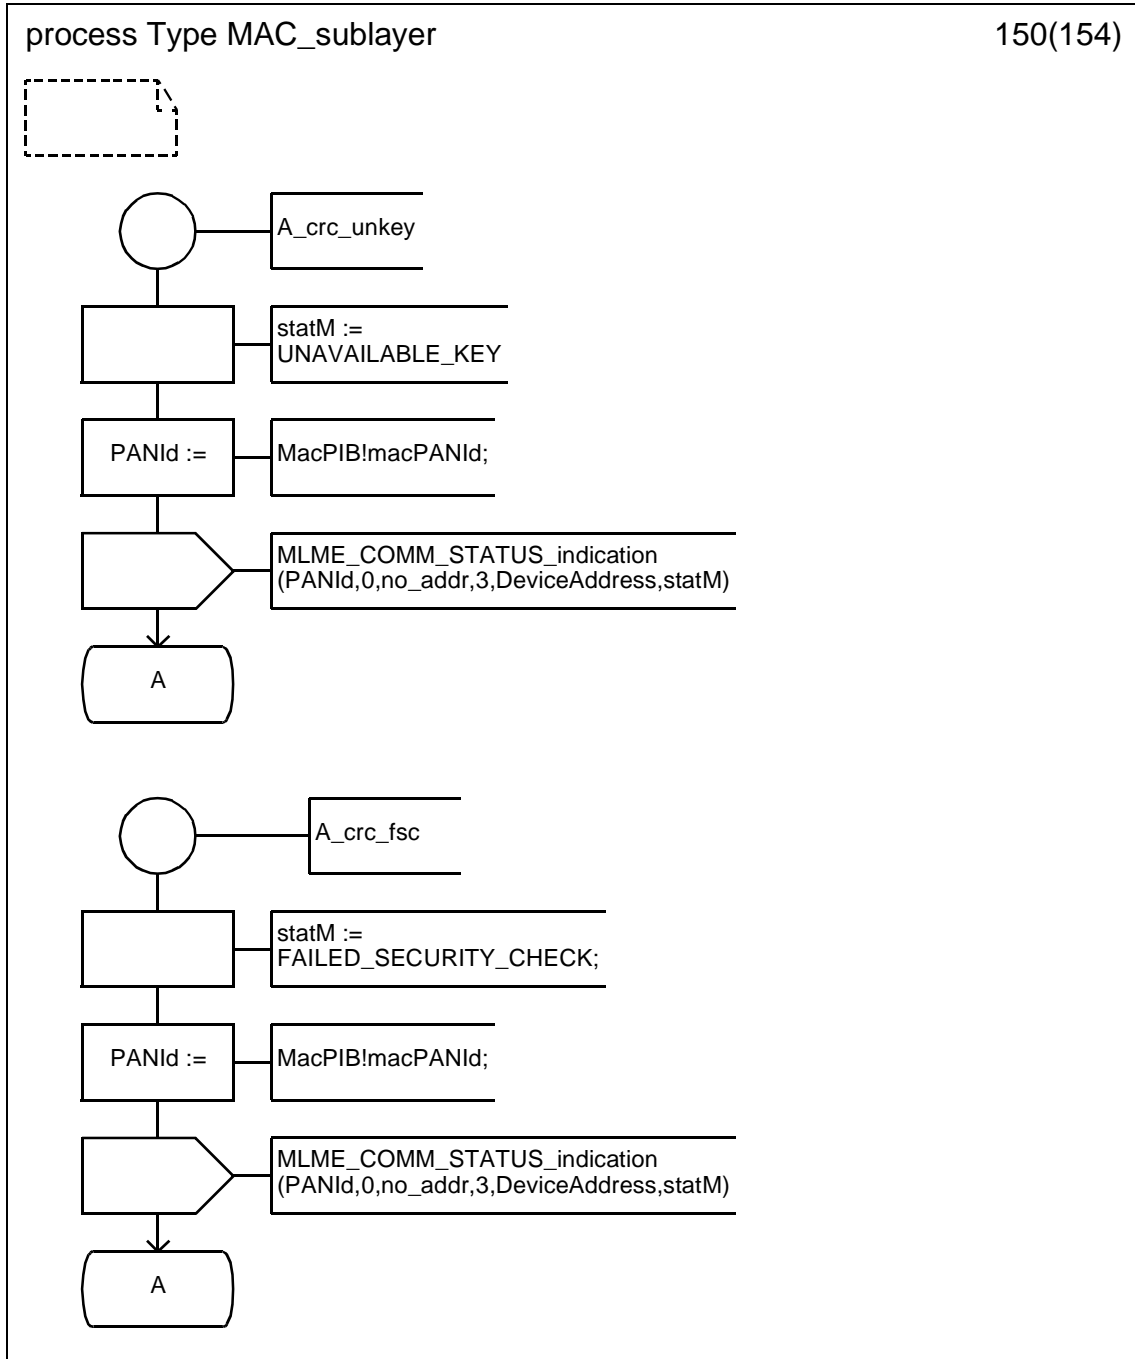 process Type MAC_sublayer
150(154)
A_crc_unkey
statM :=
UNAVAILABLE_KEY
PANId :=
MacPIB!macPANId;
MLME_COMM_STATUS_indication
(PANId,0,no_addr,3,DeviceAddress,statM)
A
A_crc_fsc
statM :=
FAILED_SECURITY_CHECK;
PANId :=
MacPIB!macPANId;
MLME_COMM_STATUS_indication
(PANId,0,no_addr,3,DeviceAddress,statM)
A